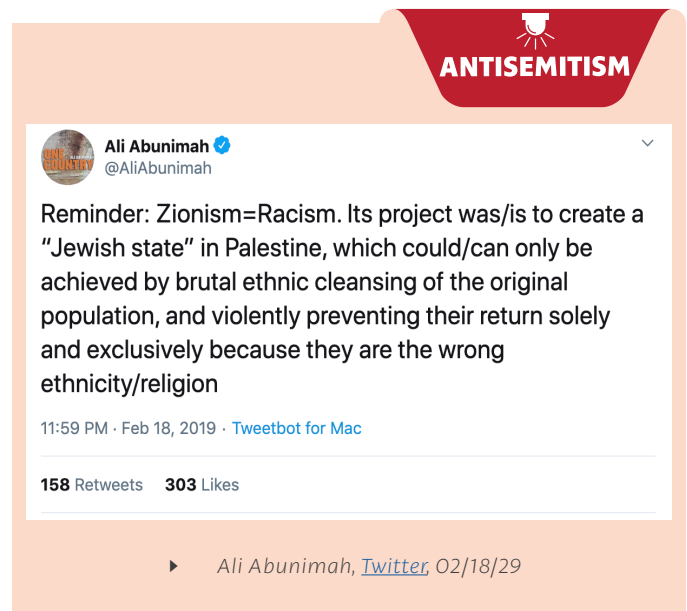 ANTISEMITISM
ONE
COUNTRY
Ali Abunimah
@AliAbunimah
Reminder: Zionism=Racism. Its project was/is to create a
“Jewish state” in Palestine, which could/can only be
achieved by brutal ethnic cleansing of the original
population, and violently preventing their return solely
and exclusively because they are the wrong
ethnicity/religion
11:59 PM · Feb 18, 2019 · Tweetbot for Mac
158 Retweets 303 Likes
Ali Abunimah, Twitter, 02/18/29